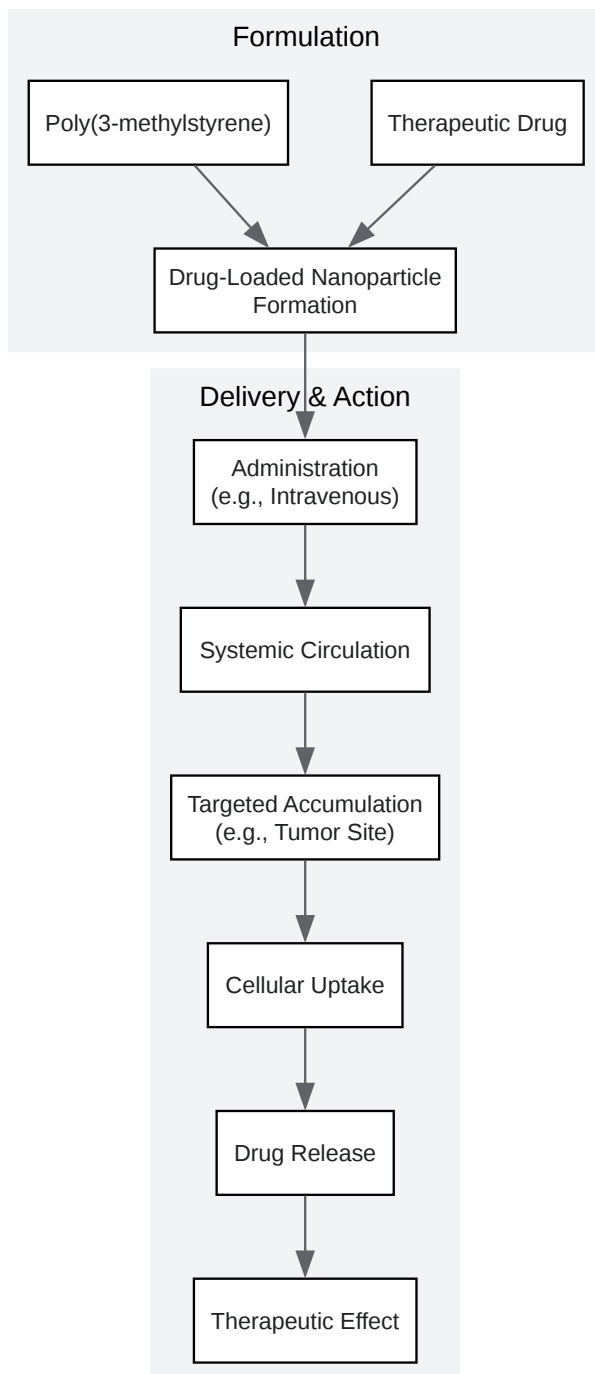 Formulation
Poly(3-methylstyrene)
Therapeutic Drug
Drug-Loaded Nanoparticle
Formation
Delivery & Action
Administration
(e.g., Intravenous)
Systemic Circulation
Targeted Accumulation
(e.g., Tumor Site)
Cellular Uptake
Drug Release
Therapeutic Effect